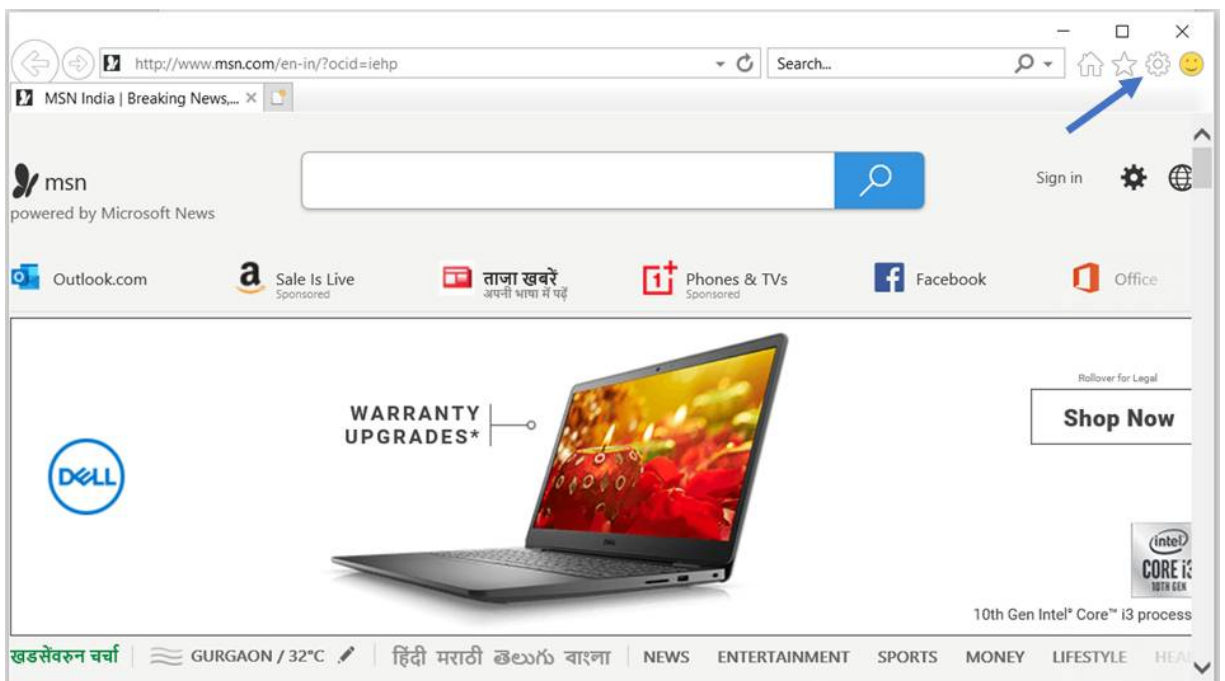 http://www.msn.com/en-in/?ocid=iehp
Search...
MSN India | Breaking News,...
msn
powered by Microsoft News
Sign in
Outlook.com
a
Sale Is Live
Sponsored
ताजा खबरें
अपनी भाषा में पढ़ें
1+
Phones & TVs
Sponsored
f
Facebook
Office
Rollover for Legal
WARRANTY
UPGRADES*
Shop Now
DELL
DELL
intel
CORE i3
10TH GEN
10th Gen Intel® Core™ i3 process
खडसेंवरुन चर्चा GURGAON / 32°C हिंदी मराठी తెలుగు বাংলা NEWS ENTERTAINMENT SPORTS MONEY LIFESTYLE HEA